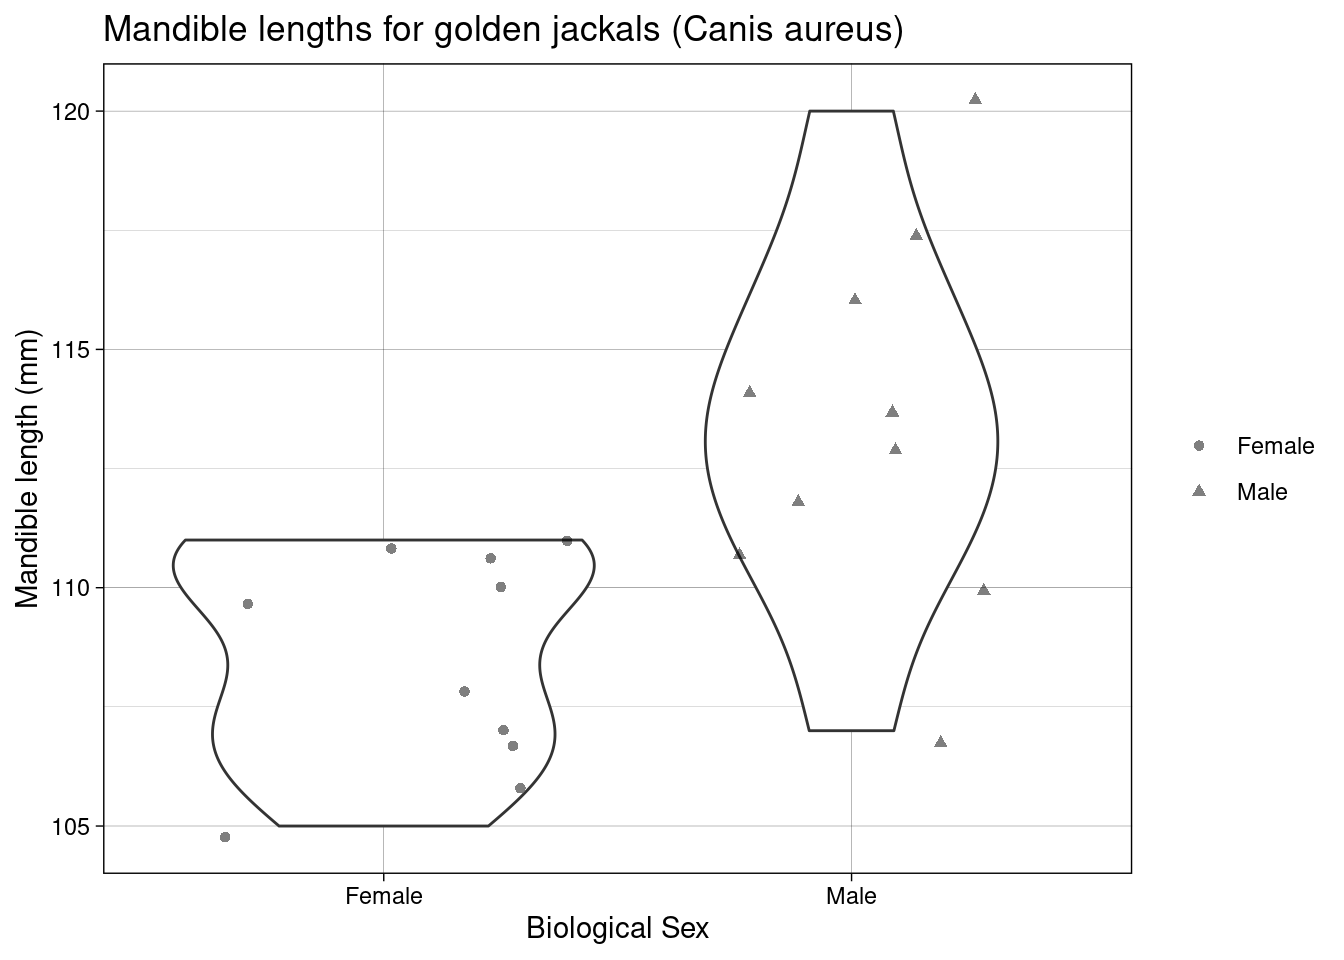 Mandible lengths for golden jackals (Canis aureus)
Mandible length (mm)
120
115
110
105
Female
Male
Biological Sex
Female
Male